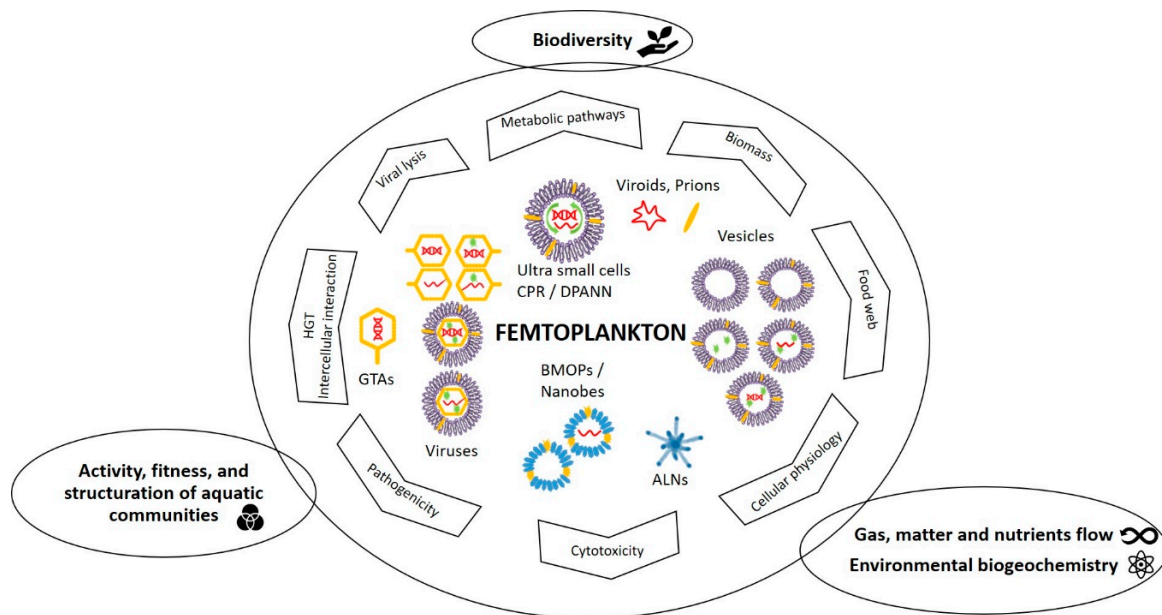 Biodiversity
Metabolic pathways
Viral lysis
Biomass
Viroids, Prions
Vesicles
Ultra small cells
CPR / DPANN
Food web
HGT
Intercellular interaction
FEMTOPLANKTON
GTAs
BMOPs /
Nanobes
Viruses
ALNs
Pathogenicity
Cellular physiology
Cytotoxicity
Activity, fitness, and
structuration of aquatic
communities
Gas, matter and nutrients flow
Environmental biogeochemistry